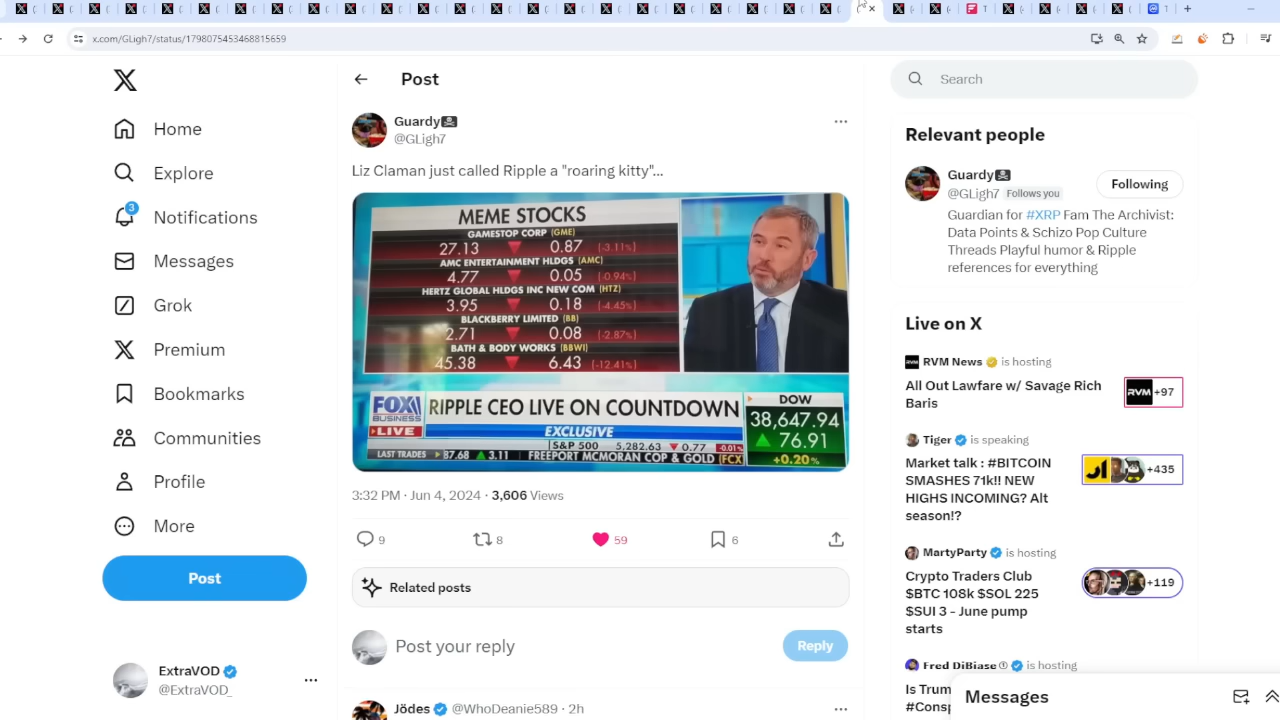 x.com/GLigh7/status/1798075453468815659
Home
Explore
3
Notifications
Messages
Grok
Premium
Bookmarks
Communities
Profile
More
Post
ExtraVOD
@ExtraVOD_
Post
Guardy
@GLigh7
Liz Claman just called Ripple a "roaring kitty"...
MEME STOCKS
GAMESTOP CORP (GME)
27.13 0.87 (-3.11%)
AMC ENTERTAINMENT HLDGS (AMC)
4.77 0.05 (-0.94%)
HERTZ GLOBAL HLDGS INC NEW COM (HTZ)
3.95 0.18 (-4.45%)
BLACKBERRY LIMITED (BB)
2.71 0.08 (-2.87%)
BATH & BODY WORKS (BBWI)
45.38 6.43 (-12.41%)
FOX
BUSINESS
LIVE
RIPPLE CEO LIVE ON COUNTDOWN
EXCLUSIVE
DOW
38,647.94
76.91
+0.20%
S&P 500 5,282.63 0.77 -0.01%
LAST TRADES 87.68 3.11 FREEPORT MCMORAN COP & GOLD (FCX
3:32 PM · Jun 4, 2024 · 3,606 Views
9 8 59 6
Related posts
Post your reply
Reply
Jödes @WhoDeanie589 · 2h
Search
Relevant people
Guardy
@GLigh7 Follows you
Following
Guardian for #XRP Fam The Archivist:
Data Points & Schizo Pop Culture
Threads Playful humor & Ripple
references for everything
Live on X
RVM News is hosting
All Out Lawfare w/ Savage Rich
Baris
RVM +97
Tiger is speaking
Market talk : #BITCOIN
SMASHES 71k!! NEW
HIGHS INCOMING? Alt
season!?
+435
MartyParty is hosting
Crypto Traders Club
$BTC 108k $SOL 225
$SUI 3 - June pump
starts
+119
Fred DiBiase is hosting
Is Trum
#Consp
Messages